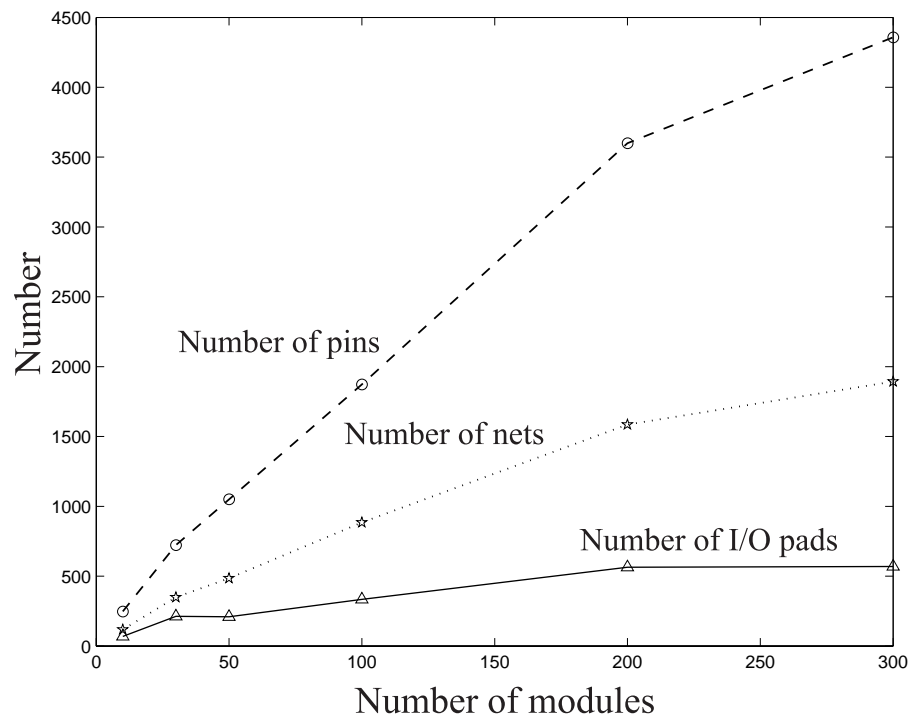 4500
4000
3500
3000
2500
2000
1500
1000
500
0
Number
Number of pins
Number of nets
Number of I/O pads
0 50 100 150 200 250 300
Number of modules